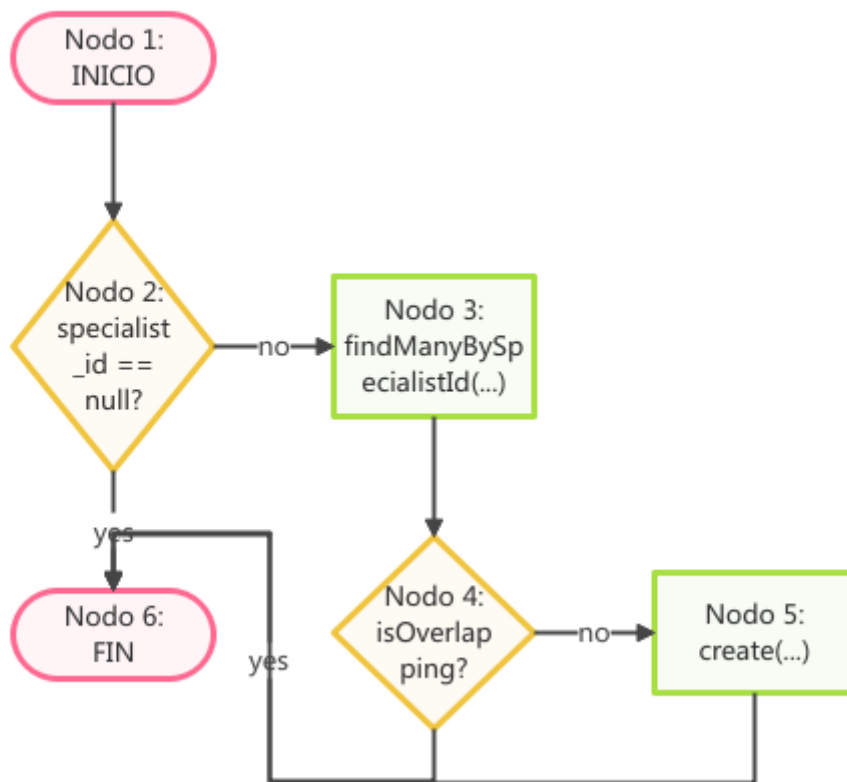 Nodo 1:
INICIO
Nodo 2:
specialist
_id ==
null?
no
Nodo 3:
findManyBySp
ecialistId(...)
yes
Nodo 6:
FIN
yes
Nodo 4:
isOverlap
ping?
no
Nodo 5:
create(...)